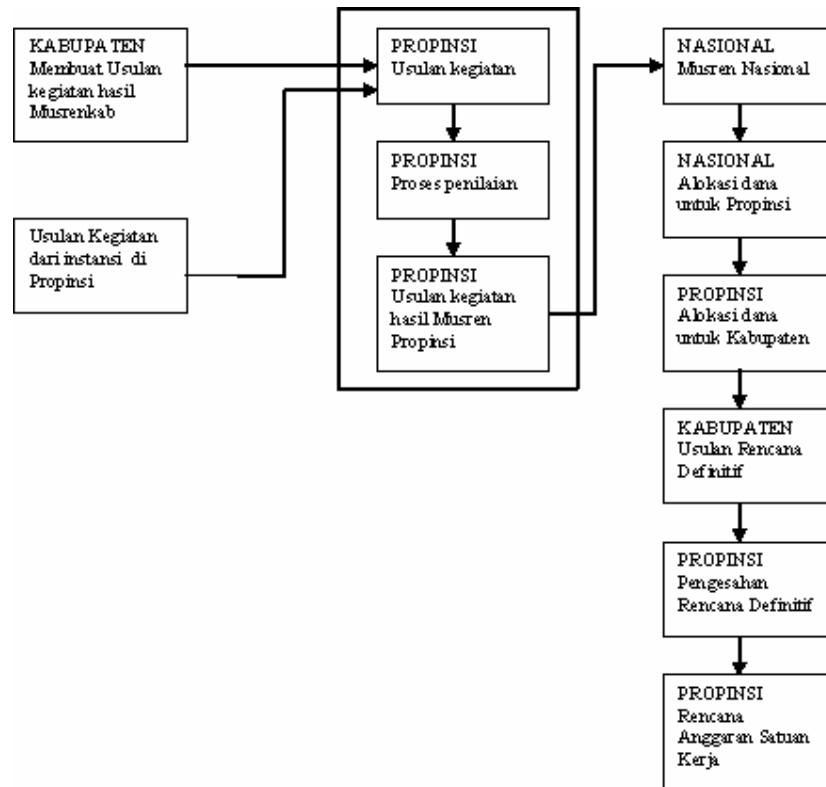 KABUPATEN
Membuat Usulan
kegiatan hasil
Musrenkab
Usulan Kegiatan
dari instansi di
Propinsi
PROPINSI
Usulan kegiatan
PROPINSI
Proses penilaian
PROPINSI
Usulan kegiatan
hasil Musren
Propinsi
NASIONAL
Musren Nasional
NASIONAL
Alokasi dana
untuk Propinsi
PROPINSI
Alokasi dana
untuk Kabupaten
KABUPATEN
Usulan Rencana
Definitif
PROPINSI
Pengesahan
Rencana Definitif
PROPINSI
Rencana
Anggaran Satuan
Kerja